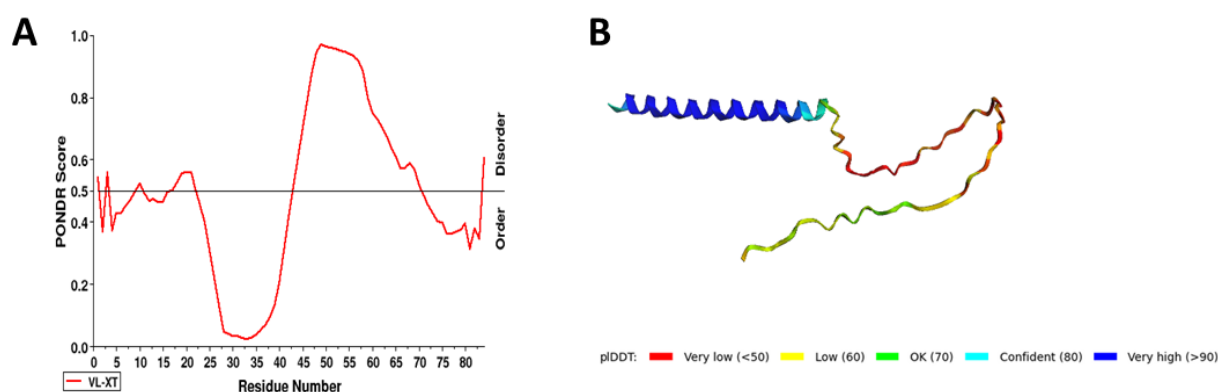 A
B
PONDR Score
1.0
0.8
0.6
0.5
0.4
0.2
0.0
Disorder
Order
0 5 10 15 20 25 30 35 40 45 50 55 60 65 70 75 80
VL-XT
Residue Number
plDDT: Very low (<50) Low (60) OK (70) Confident (80) Very high (>90)